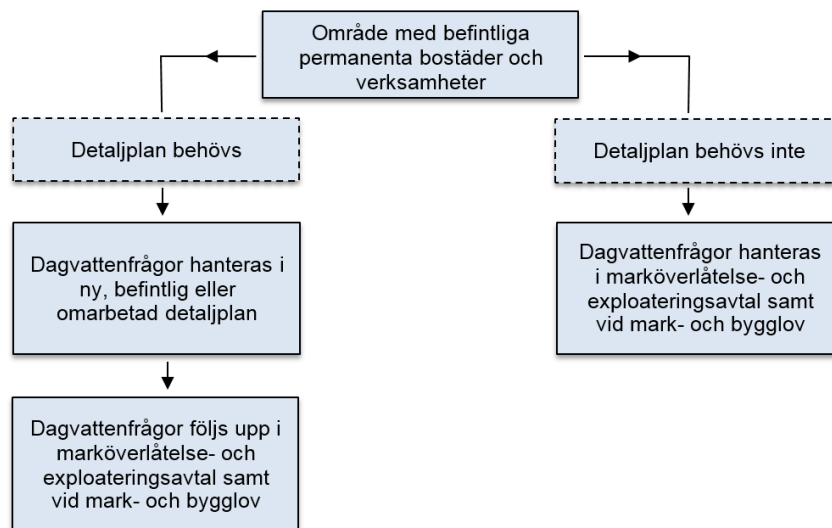 Område med befintliga
permanenta bostäder och
verksamheter
Detaljplan behövs
Detaljplan behövs inte
Dagvattenfrågor hanteras i
ny, befintlig eller
omarbetad detaljplan
Dagvattenfrågor hanteras
i marköverlåtelse- och
exploateringsavtal samt
vid mark- och bygglov
Dagvattenfrågor följs upp i
marköverlåtelse- och
exploateringsavtal samt
vid mark- och bygglov